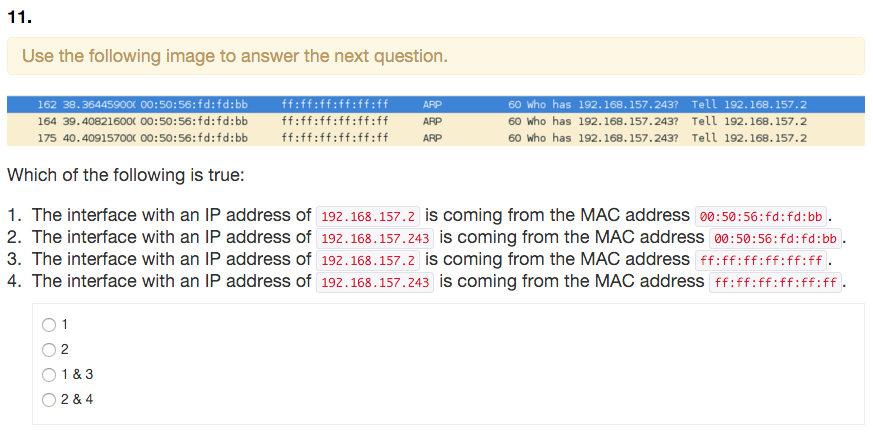 11.
Use the following image to answer the next question.
162 38.36445900( 00:50:56:fd:fd:bb ff:ff:ff:ff:ff:ff ARP 60 Who has 192.168.157.243? Tell 192.168.157.2
164 39.40821600( 00:50:56:fd:fd:bb ff:ff:ff:ff:ff:ff ARP 60 Who has 192.168.157.243? Tell 192.168.157.2
175 40.40915700( 00:50:56:fd:fd:bb ff:ff:ff:ff:ff:ff ARP 60 Who has 192.168.157.243? Tell 192.168.157.2
Which of the following is true:
1. The interface with an IP address of 192.168.157.2 is coming from the MAC address 00:50:56:fd:fd:bb .
2. The interface with an IP address of 192.168.157.243 is coming from the MAC address 00:50:56:fd:fd:bb .
3. The interface with an IP address of 192.168.157.2 is coming from the MAC address ff:ff:ff:ff:ff:ff .
4. The interface with an IP address of 192.168.157.243 is coming from the MAC address ff:ff:ff:ff:ff:ff .
1
2
1 & 3
2 & 4